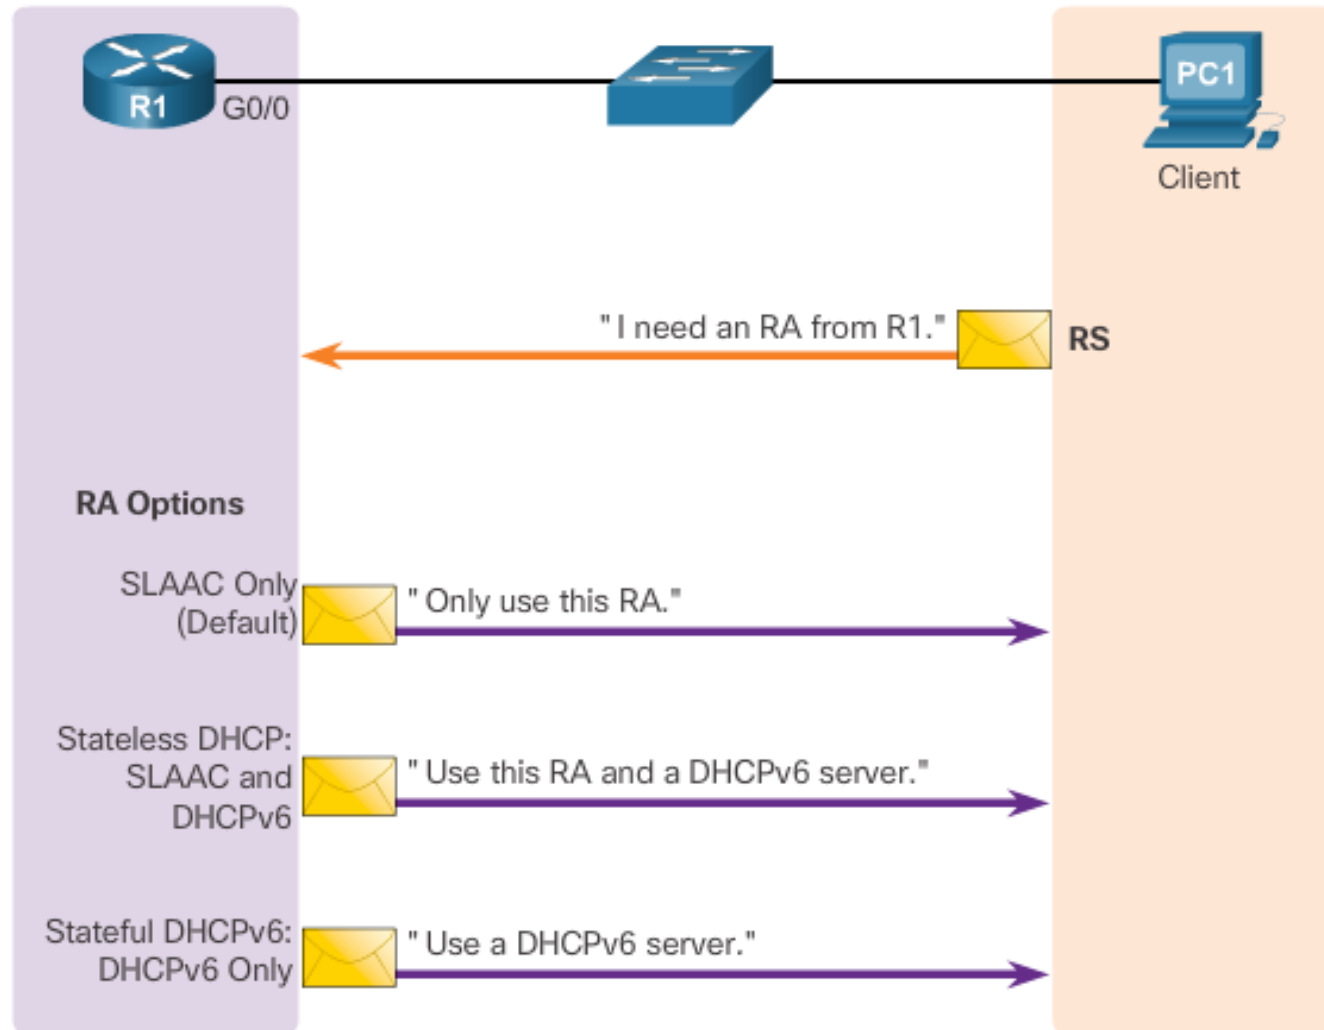 R1
G0/0
PC1
Client
"I need an RA from R1."
RS
RA Options
SLAAC Only
(Default)
"Only use this RA."
Stateless DHCP:
SLAAC and
DHCPv6
"Use this RA and a DHCPv6 server."
Stateful DHCPv6:
DHCPv6 Only
"Use a DHCPv6 server."